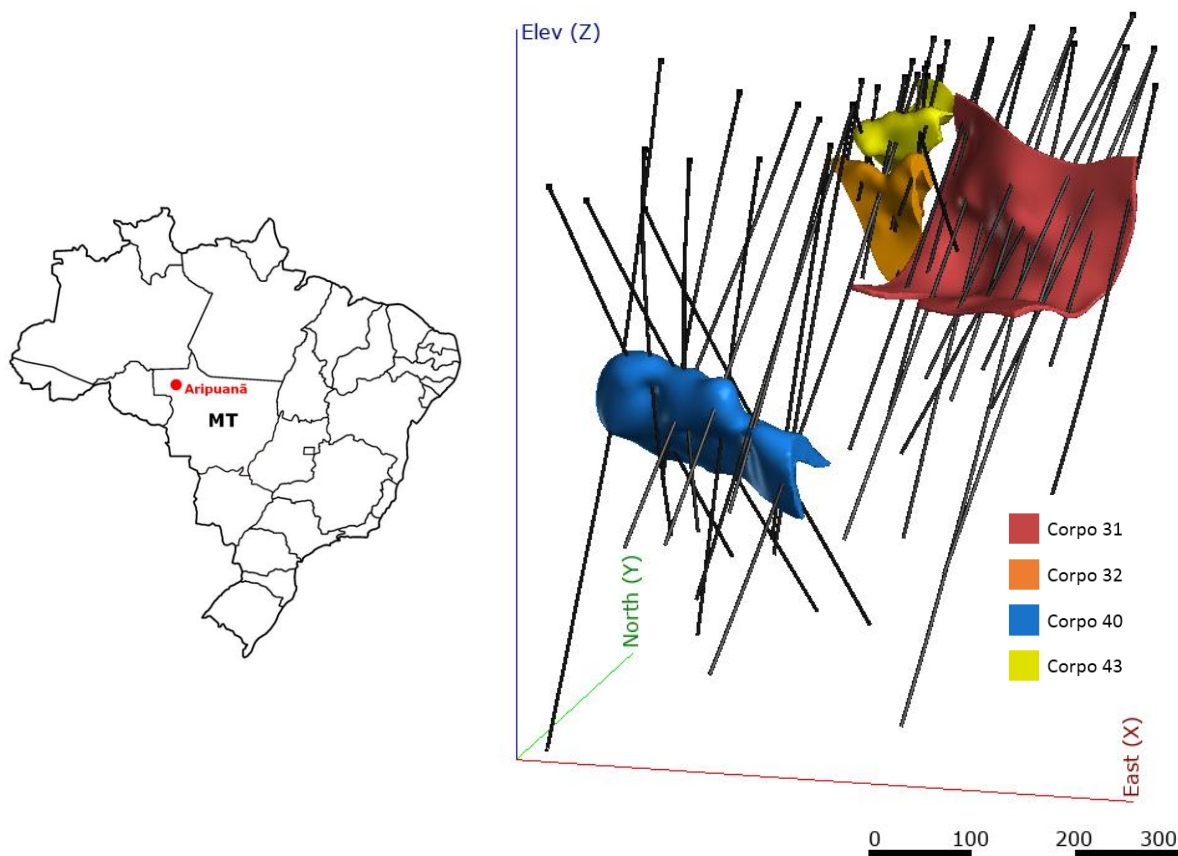 Elev (Z)
Aripuanã
MT
North (Y)
East (X)
Corpo 31
Corpo 32
Corpo 40
Corpo 43
0 100 200 300